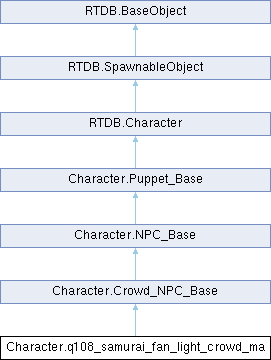 RTDB.BaseObject
RTDB.SpawnableObject
RTDB.Character
Character.Puppet_Base
Character.NPC_Base
Character.Crowd_NPC_Base
Character.q108_samurai_fan_light_crowd_ma